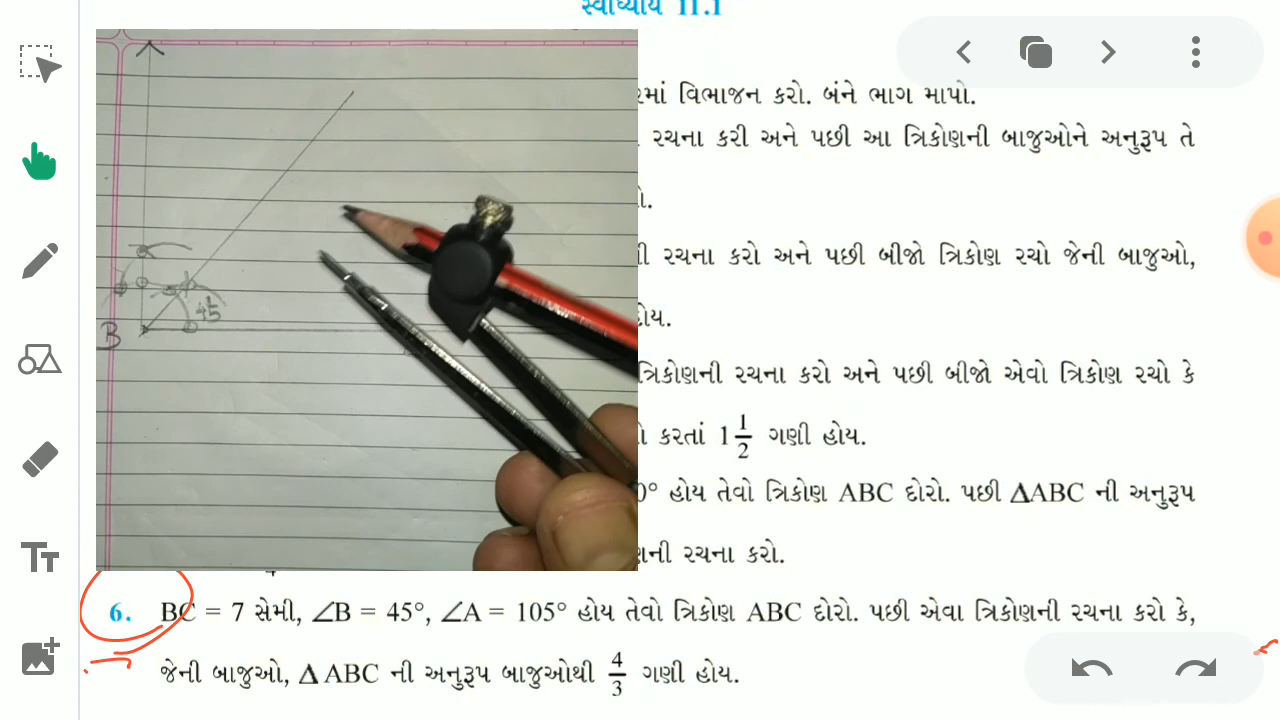 સ્વાધ્યાય 11.1
વિભાજન કરો. બંને ભાગ માપો.
રચના કરી અને પછી આ ત્રિકોણની બાજુઓને અનુરૂપ તે
રચના કરો અને પછી બીજો ત્રિકોણ રચો જેની બાજુઓ,
ત્રિકોણની રચના કરો અને પછી બીજો એવો ત્રિકોણ રચો કે
કરતાં 1 1/2 ગણી હોય.
હોય તેવો ત્રિકોણ ABC દોરો. પછી ΔABC ની અનુરૂપ
રચના કરો.
B
6. BC = 7 સેમી, ∠B = 45°, ∠A = 105° હોય તેવો ત્રિકોણ ABC દોરો. પછી એવા ત્રિકોણની રચના કરો કે,
જેની બાજુઓ, ΔABC ની અનુરૂપ બાજુઓથી 4/3 ગણી હોય.